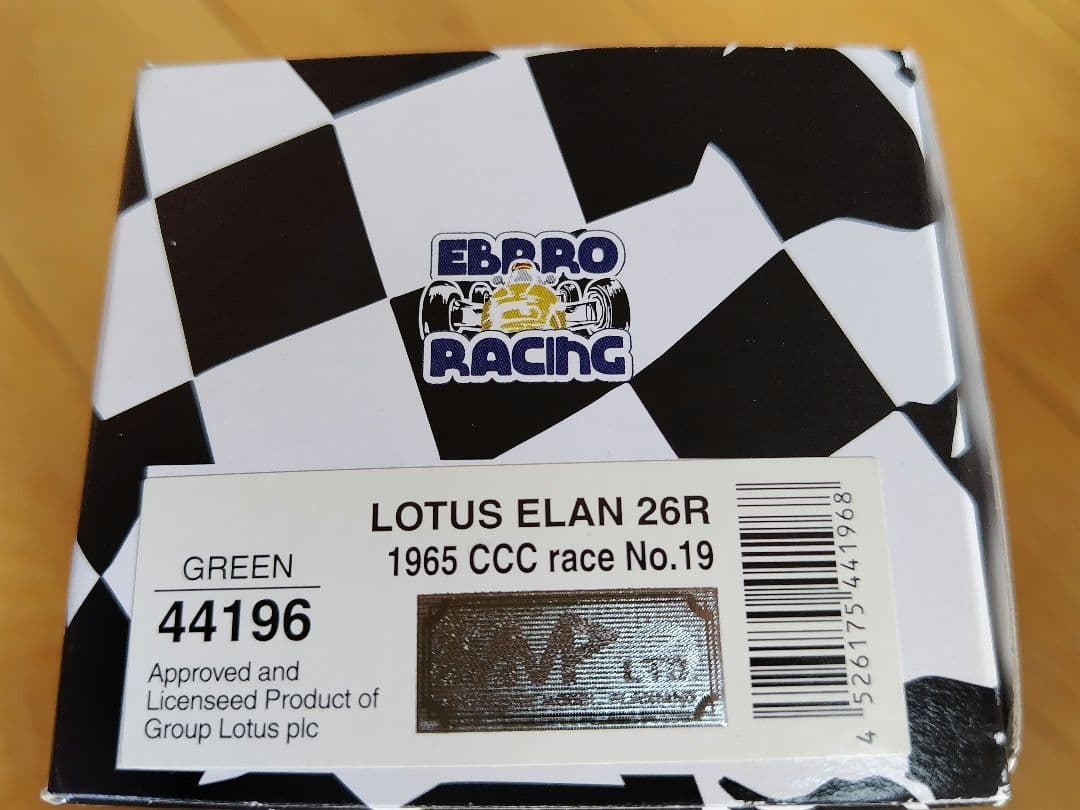 EBRRO
RACING
LOTUS ELAN 26R
1965 CCC race No.19
GREEN
44196
Approved and
Licenseed Product of
Group Lotus plc
4 526175 441968